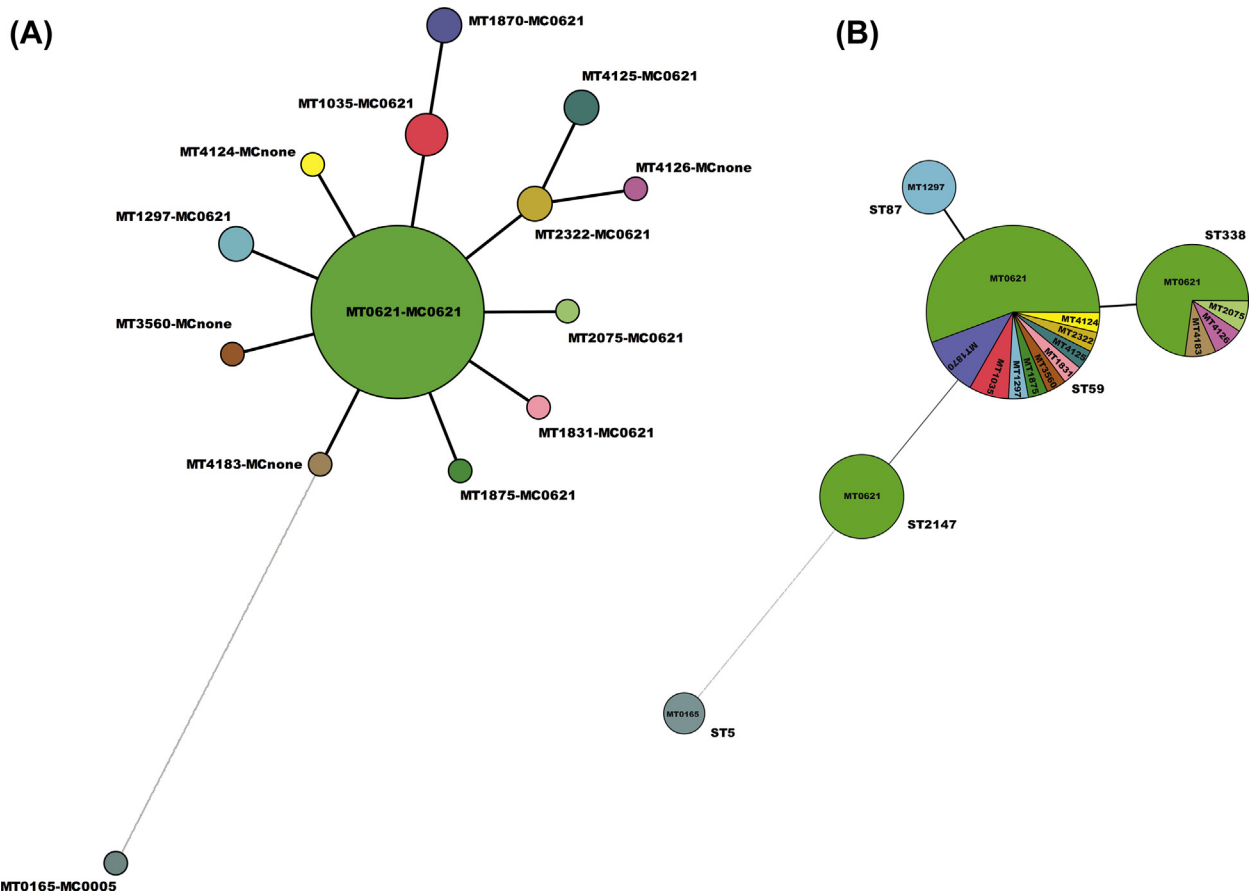 (A)
MT1870-MC0621
MT4125-MC0621
MT1035-MC0621
MT4124-MCnone
MT4126-MCnone
MT1297-MC0621
MT2322-MC0621
MT0621-MC0621
MT3560-MCnone
MT2075-MC0621
MT1831-MC0621
MT4183-MCnone
MT1875-MC0621
MT0165-MC0005
(B)
MT1297
ST87
ST338
MT0621
MT0621
MT4124
MT2322
MT4125
MT1831
MT3560
MT1875
MT1297
MT1035
MT1870
ST59
MT2075
MT4126
MT4183
MT0621
ST2147
MT0165
ST5